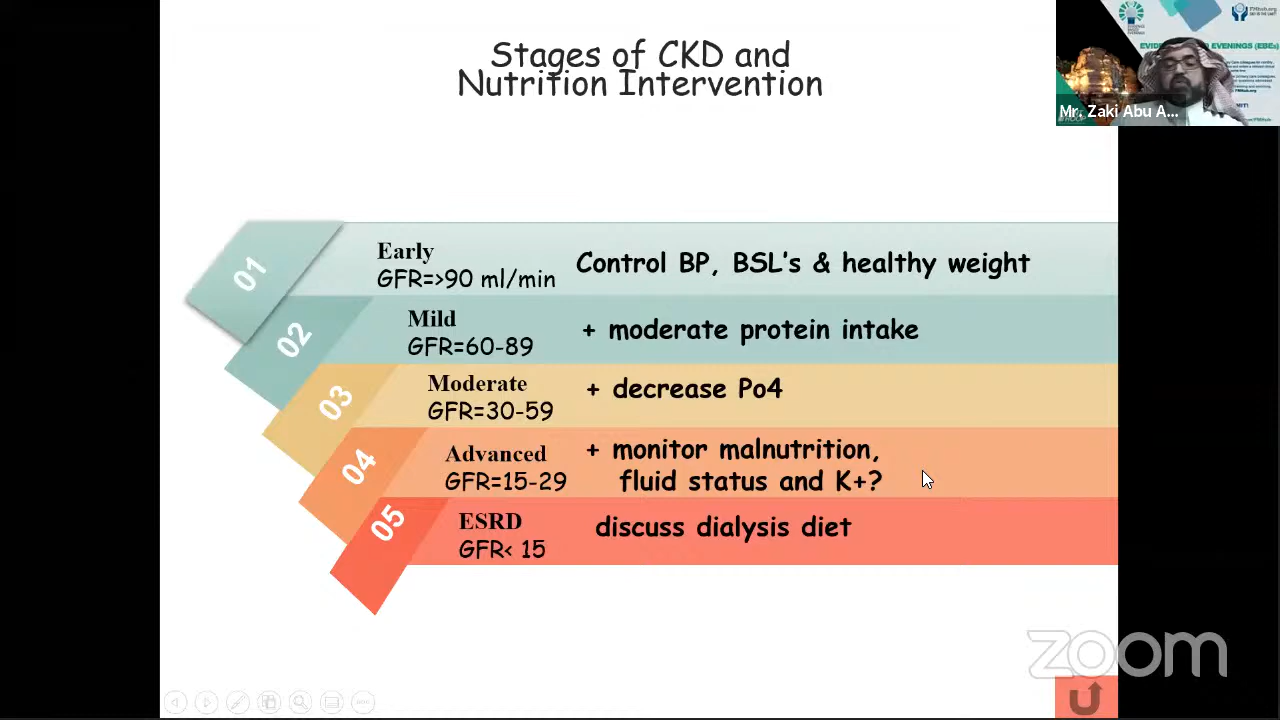 Stages of CKD and
Nutrition Intervention
01
Early
GFR=>90 ml/min
Control BP, BSL's & healthy weight
02
Mild
GFR=60-89
+ moderate protein intake
03
Moderate
GFR=30-59
+ decrease Po4
04
Advanced
GFR=15-29
+ monitor malnutrition,
fluid status and K+?
05
ESRD
GFR< 15
discuss dialysis diet
Mr. Zaki Abu A...
EVENINGS (EBEs)
zoom